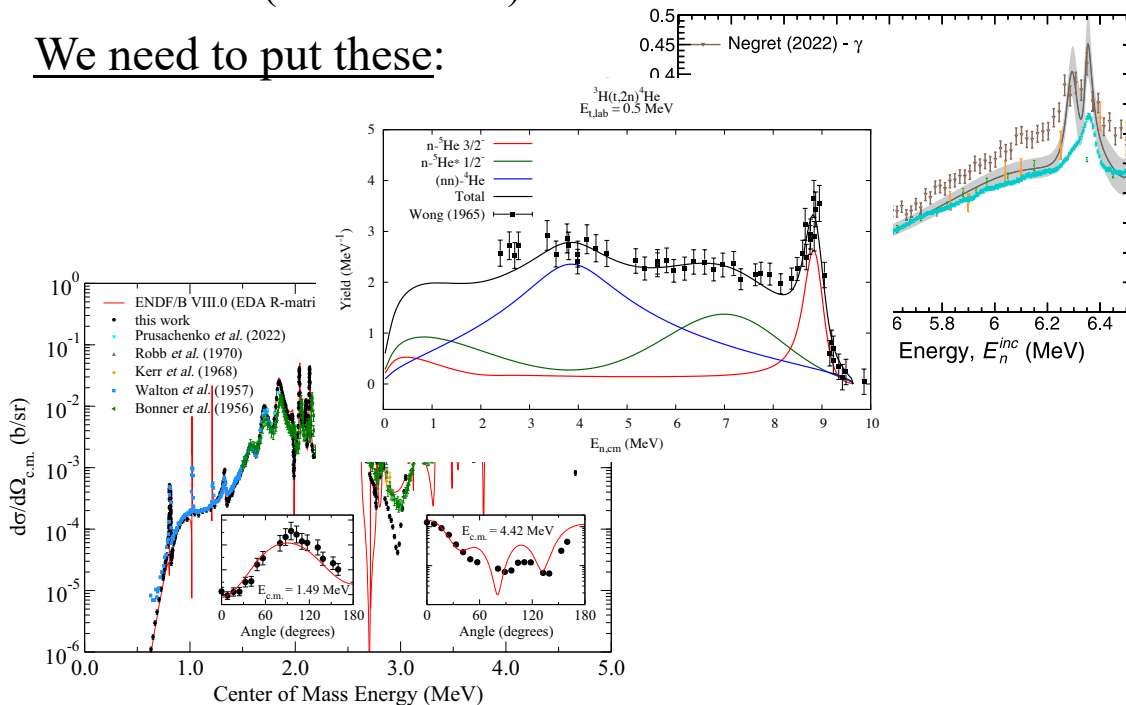 We need to put these:
0.5
0.45
0.4
Negret (2022) - γ
6
6.2
6.4
Energy, E_n^inc (MeV)
³H(t,2n)⁴He
E_t,lab = 0.5 MeV
n-⁵He 3/2⁻
n-⁵He* 1/2⁻
(nn)-⁴He
Total
Wong (1965)
Yield (MeV⁻¹)
5
4
3
2
1
0
0 1 2 3 4 5 6 7 8 9 10
E_n,cm (MeV)
ENDF/B VIII.0 (EDA R-matri
this work
Prusachenko et al. (2022)
Robb et al. (1970)
Kerr et al. (1968)
Walton et al. (1957)
Bonner et al. (1956)
dσ/dΩ_c.m. (b/sr)
10⁰
10⁻¹
10⁻²
10⁻³
10⁻⁴
10⁻⁵
10⁻⁶
E_c.m. = 1.49 MeV
0 60 120 180
Angle (degrees)
E_c.m. = 4.42 MeV
0 60 120 180
Angle (degrees)
0.0 1.0 2.0 3.0 4.0 5.0
Center of Mass Energy (MeV)